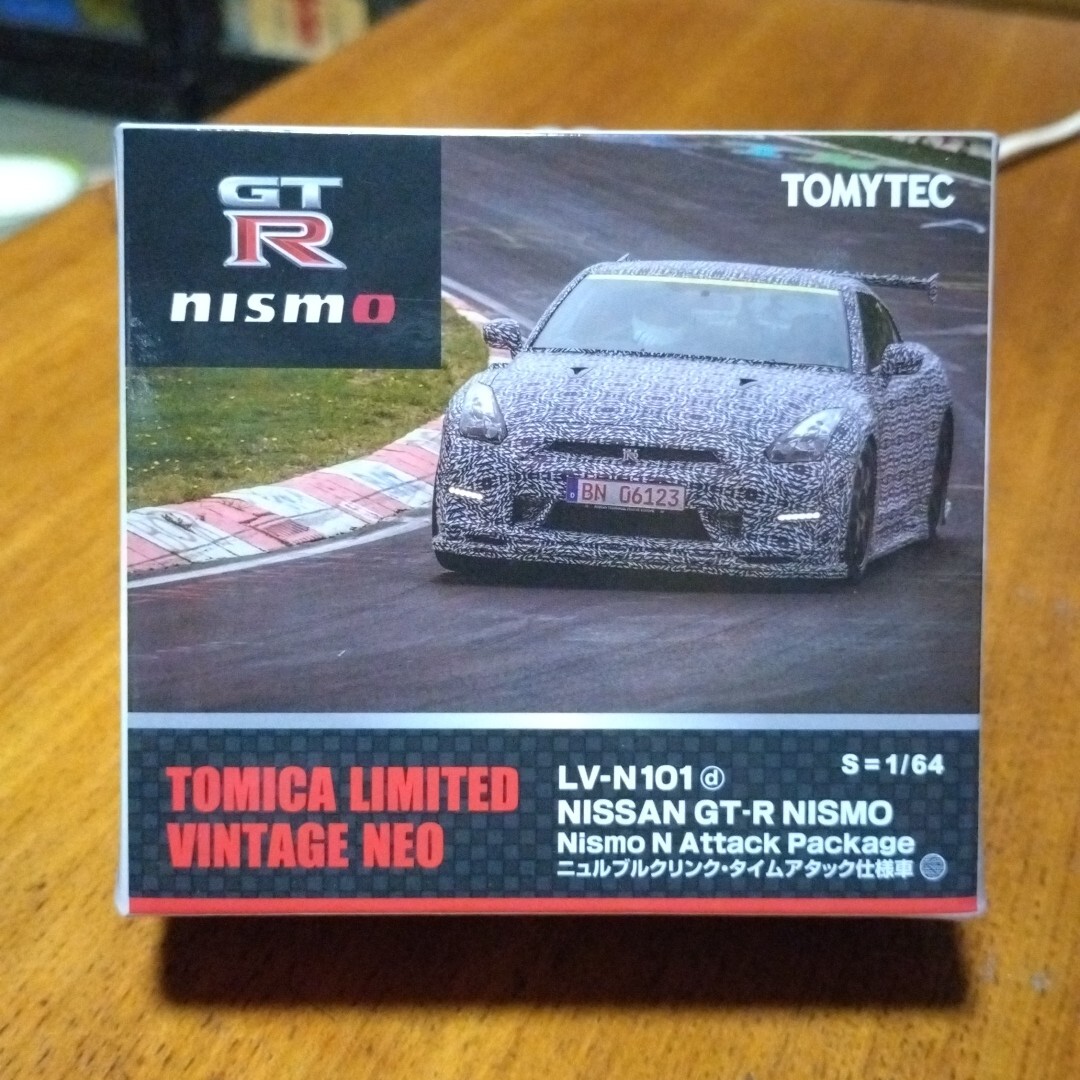 GT
R
nismo
TOMYTEC
BN 06123
TOMICA LIMITED
VINTAGE NEO
S=1/64
LV-N101 ⓓ
NISSAN GT-R NISMO
Nismo N Attack Package
ニュルブルクリンク・タイムアタック仕様車